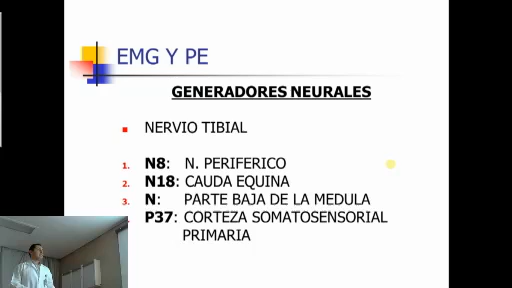 EMG Y PE
GENERADORES NEURALES
NERVIO TIBIAL
1. N8: N. PERIFERICO
2. N18: CAUDA EQUINA
3. N: PARTE BAJA DE LA MEDULA
P37: CORTEZA SOMATOSENSORIAL
PRIMARIA